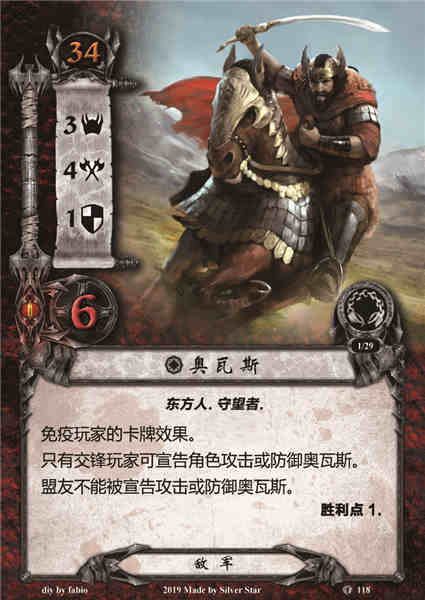 34
3
4
1
6
1/29
奥瓦斯
东方人. 守望者.
免疫玩家的卡牌效果。
只有交锋玩家可宣告角色攻击或防御奥瓦斯。
盟友不能被宣告攻击或防御奥瓦斯。
胜利点 1.
敌军
diy by fabio 2019 Made by Silver Star 118